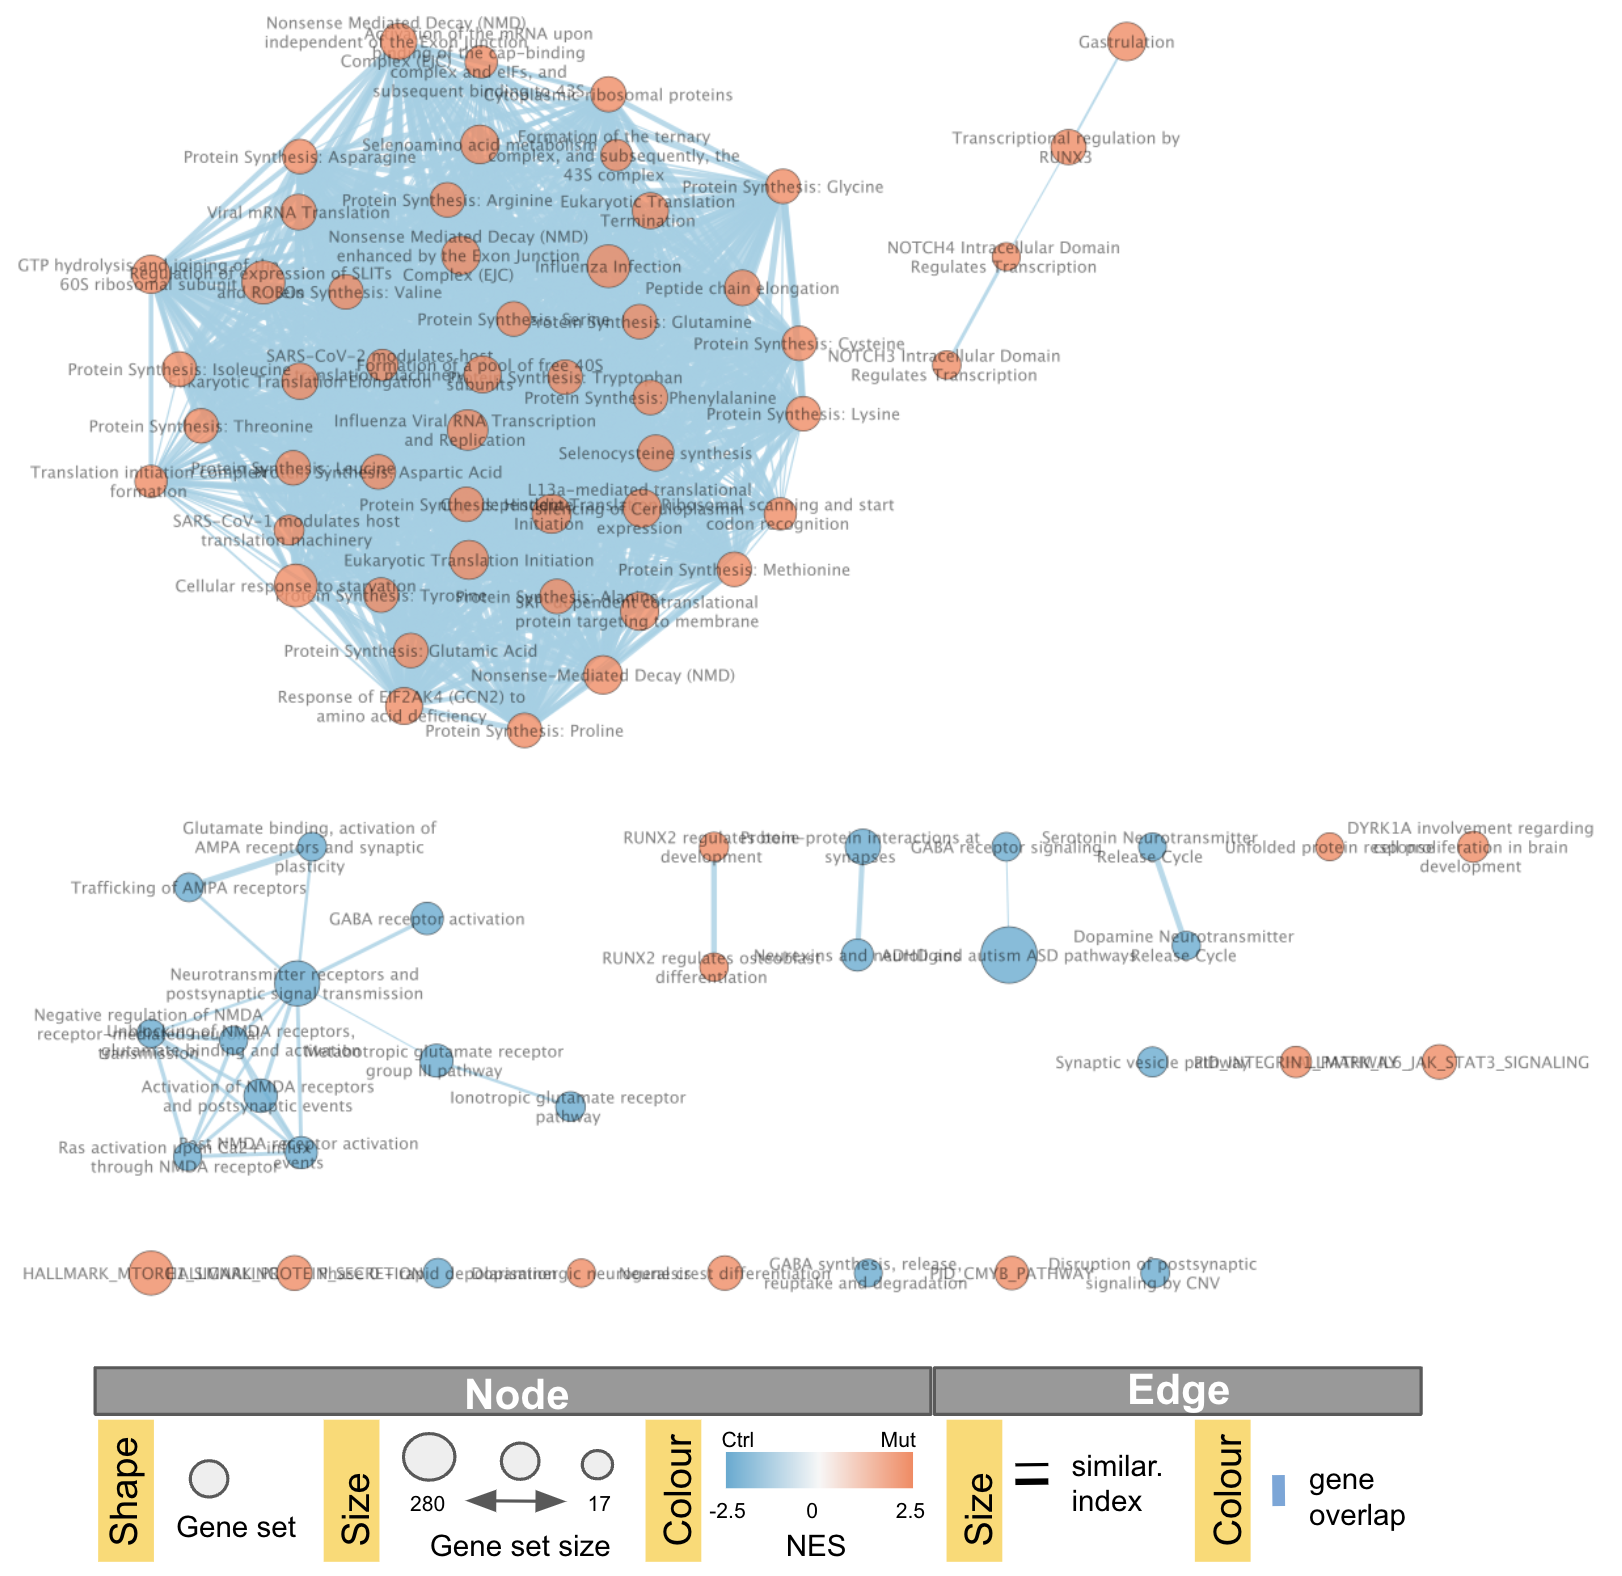 Nonsense Mediated Decay (NMD)
independent of the Exon Junction
Complex (EJC)
Activation of the mRNA upon
binding of the cap-binding
complex and eIFs, and
subsequent binding to 43S
Cytoplasmic ribosomal proteins
Gastrulation
Transcriptional regulation by
RUNX3
Protein Synthesis: Asparagine
Selenoamino acid metabolism
Formation of the ternary
complex, and subsequently, the
43S complex
Protein Synthesis: Glycine
Viral mRNA Translation
Protein Synthesis: Arginine
Eukaryotic Translation
Termination
Nonsense Mediated Decay (NMD)
enhanced by the Exon Junction
Complex (EJC)
Influenza Infection
NOTCH4 Intracellular Domain
Regulates Transcription
GTP hydrolysis and joining of the
60S ribosomal subunit
Regulation of expression of SLITs
and ROBOs
Protein Synthesis: Valine
Peptide chain elongation
Protein Synthesis: Serine
Protein Synthesis: Glutamine
Protein Synthesis: Cysteine
NOTCH3 Intracellular Domain
Regulates Transcription
Protein Synthesis: Isoleucine
SARS-CoV-2 modulates host
translation machinery
Eukaryotic Translation Elongation
Formation of a pool of free 40S
subunits
Protein Synthesis: Tryptophan
Protein Synthesis: Phenylalanine
Protein Synthesis: Lysine
Protein Synthesis: Threonine
Influenza Viral RNA Transcription
and Replication
Selenocysteine synthesis
Translation initiation complex
formation
Protein Synthesis: Leucine
Protein Synthesis: Aspartic Acid
Protein Synthesis: Histidine
Cap-dependent Translation
Initiation
L13a-mediated translational
silencing of Ceruloplasmin
expression
Ribosomal scanning and start
codon recognition
SARS-CoV-1 modulates host
translation machinery
Eukaryotic Translation Initiation
Protein Synthesis: Methionine
Cellular response to starvation
Protein Synthesis: Tyrosine
Protein Synthesis: Alanine
SRP-dependent cotranslational
protein targeting to membrane
Protein Synthesis: Glutamic Acid
Nonsense-Mediated Decay (NMD)
Response of EIF2AK4 (GCN2) to
amino acid deficiency
Protein Synthesis: Proline
Glutamate binding, activation of
AMPA receptors and synaptic
plasticity
Trafficking of AMPA receptors
GABA receptor activation
Neurotransmitter receptors and
postsynaptic signal transmission
Negative regulation of NMDA
receptor-mediated neuronal
transmission
Unblocking of NMDA receptors,
glutamate binding and activation
Metabotropic glutamate receptor
group III pathway
Activation of NMDA receptors
and postsynaptic events
Ionotropic glutamate receptor
pathway
Ras activation upon Ca2+ influx
through NMDA receptor
Post NMDA receptor activation
events
RUNX2 regulates bone
development
Protein-protein interactions at
synapses
GABA receptor signaling
Serotonin Neurotransmitter
Release Cycle
Unfolded protein response
DYRK1A involvement regarding
cell proliferation in brain
development
RUNX2 regulates osteoblast
differentiation
Neurexins and neuroligins
ADHD and autism ASD pathways
Dopamine Neurotransmitter
Release Cycle
Synaptic vesicle pathway
PID_INTEGRIN1_PATHWAY
HALLMARK_IL6_JAK_STAT3_SIGNALING
HALLMARK_MTORC1_SIGNALING
HALLMARK_PROTEIN_SECRETION
Phase 0 - rapid depolarisation
Dopaminergic neurogenesis
Neural crest differentiation
GABA synthesis, release,
reuptake and degradation
PID_CMYB_PATHWAY
Disruption of postsynaptic
signaling by CNV
Node
Edge
Shape
Gene set
Size
280
17
Gene set size
Colour
Ctrl
Mut
-2.5
0
2.5
NES
Size
similar.
index
Colour
gene
overlap